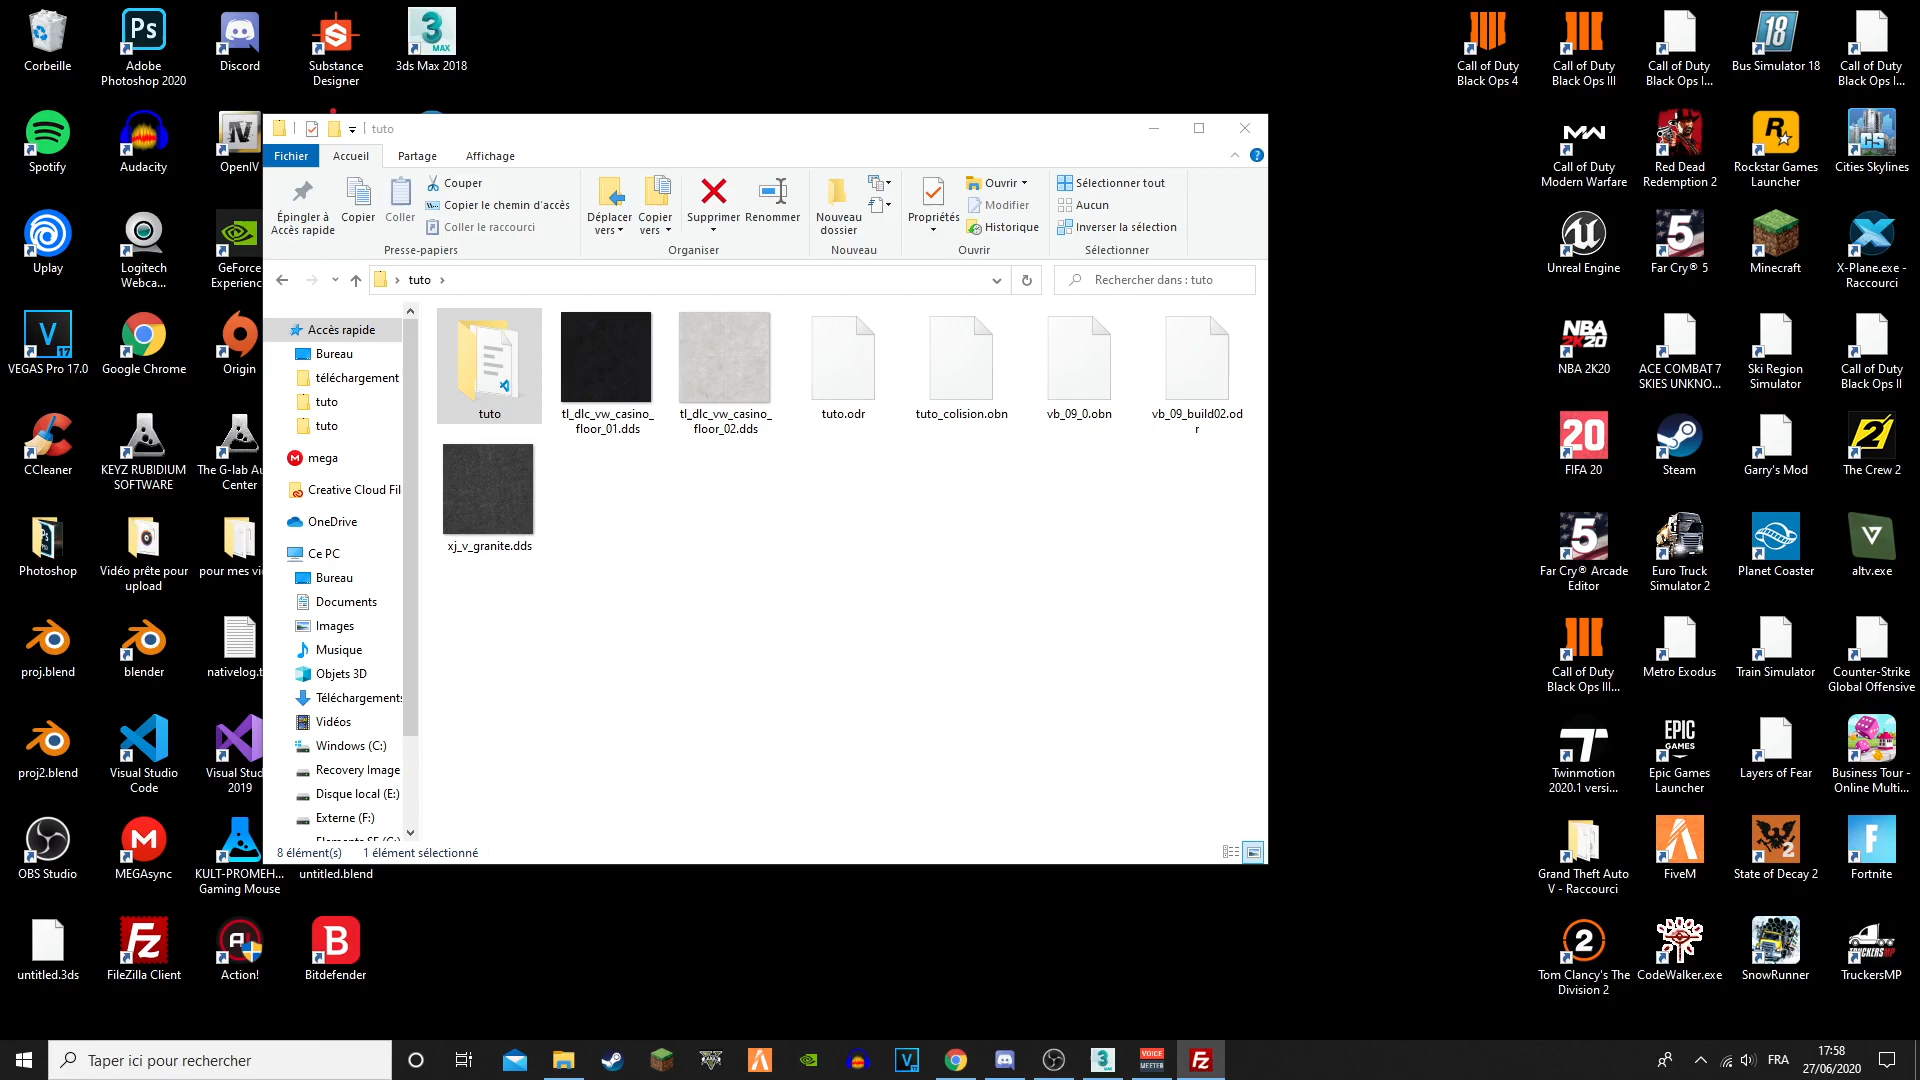 Corbeille
Adobe
Photoshop 2020
Discord
Substance
Designer
3ds Max 2018
Call of Duty
Black Ops 4
Call of Duty
Black Ops III
Call of Duty
Black Ops I...
Bus Simulator 18
Call of Duty
Black Ops I...
Spotify
Audacity
OpenIV
Call of Duty
Modern Warfare
Red Dead
Redemption 2
Rockstar Games
Launcher
Cities Skylines
Uplay
Logitech
Webca...
GeForce
Experienc
Unreal Engine
Far Cry® 5
Minecraft
X-Plane.exe -
Raccourci
VEGAS Pro 17.0
Google Chrome
Origin
NBA 2K20
ACE COMBAT 7
SKIES UNKNO...
Ski Region
Simulator
Call of Duty
Black Ops II
CCleaner
KEYZ RUBIDIUM
SOFTWARE
The G-lab Au
Center
FIFA 20
Steam
Garry's Mod
The Crew 2
Photoshop
Vidéo prête pour
upload
pour mes vi
Far Cry® Arcade
Editor
Euro Truck
Simulator 2
Planet Coaster
altv.exe
proj.blend
blender
nativelog.t
Call of Duty
Black Ops III...
Metro Exodus
Train Simulator
Counter-Strike
Global Offensive
proj2.blend
Visual Studio
Code
Visual Stud
2019
Twinmotion
2020.1 versi...
Epic Games
Launcher
Layers of Fear
Business Tour -
Online Multi...
OBS Studio
MEGAsync
KULT-PROMEH...
Gaming Mouse
untitled.blend
Grand Theft Auto
V - Raccourci
FiveM
State of Decay 2
Fortnite
untitled.3ds
FileZilla Client
Action!
Bitdefender
Tom Clancy's The
Division 2
CodeWalker.exe
SnowRunner
TruckersMP
tuto
Fichier
Accueil
Partage
Affichage
Épingler à
Accès rapide
Copier
Coller
Couper
Copier le chemin d'accès
Coller le raccourci
Presse-papiers
Déplacer
vers
Copier
vers
Supprimer
Renommer
Organiser
Nouveau
dossier
Nouveau
Propriétés
Ouvrir
Modifier
Historique
Ouvrir
Sélectionner tout
Aucun
Inverser la sélection
Sélectionner
tuto
Rechercher dans : tuto
Accès rapide
Bureau
téléchargement
tuto
tuto
mega
Creative Cloud Fil
OneDrive
Ce PC
Bureau
Documents
Images
Musique
Objets 3D
Téléchargements
Vidéos
Windows (C:)
Recovery Image
Disque local (E:)
Externe (F:)
tuto
tl_dlc_vw_casino_
floor_01.dds
tl_dlc_vw_casino_
floor_02.dds
tuto.odr
tuto_colision.obn
vb_09_0.obn
vb_09_build02.od
r
xj_v_granite.dds
8 élément(s)
1 élément sélectionné
Taper ici pour rechercher
FRA
17:58
27/06/2020